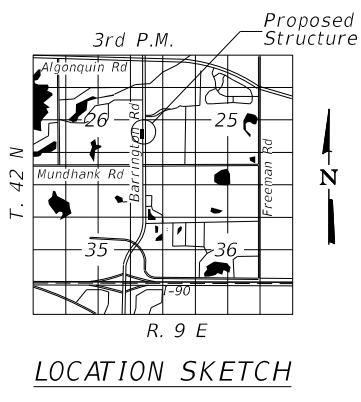 Proposed
Structure
3rd P.M.
Algonquin Rd
26
25
Barrington Rd
Freeman Rd
T. 42 N
Mundhank Rd
N
35
36
I-90
R. 9 E
LOCATION SKETCH